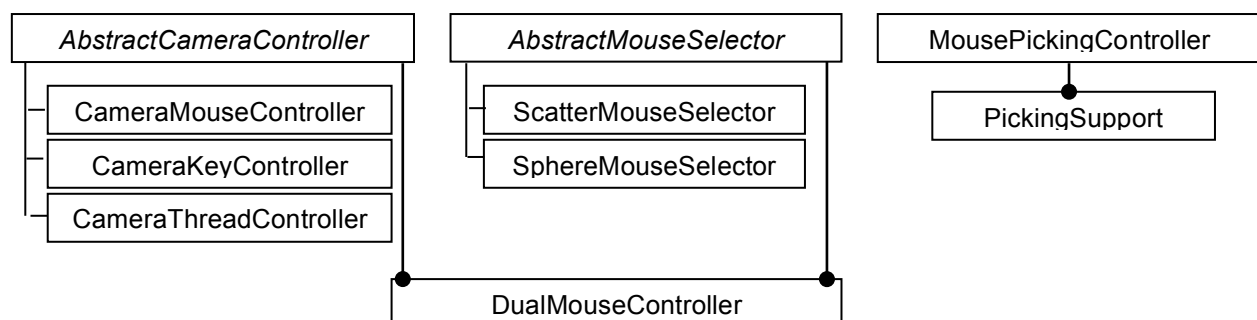 AbstractCameraController
CameraMouseController
CameraKeyController
CameraThreadController
AbstractMouseSelector
ScatterMouseSelector
SphereMouseSelector
MousePickingController
PickingSupport
DualMouseController